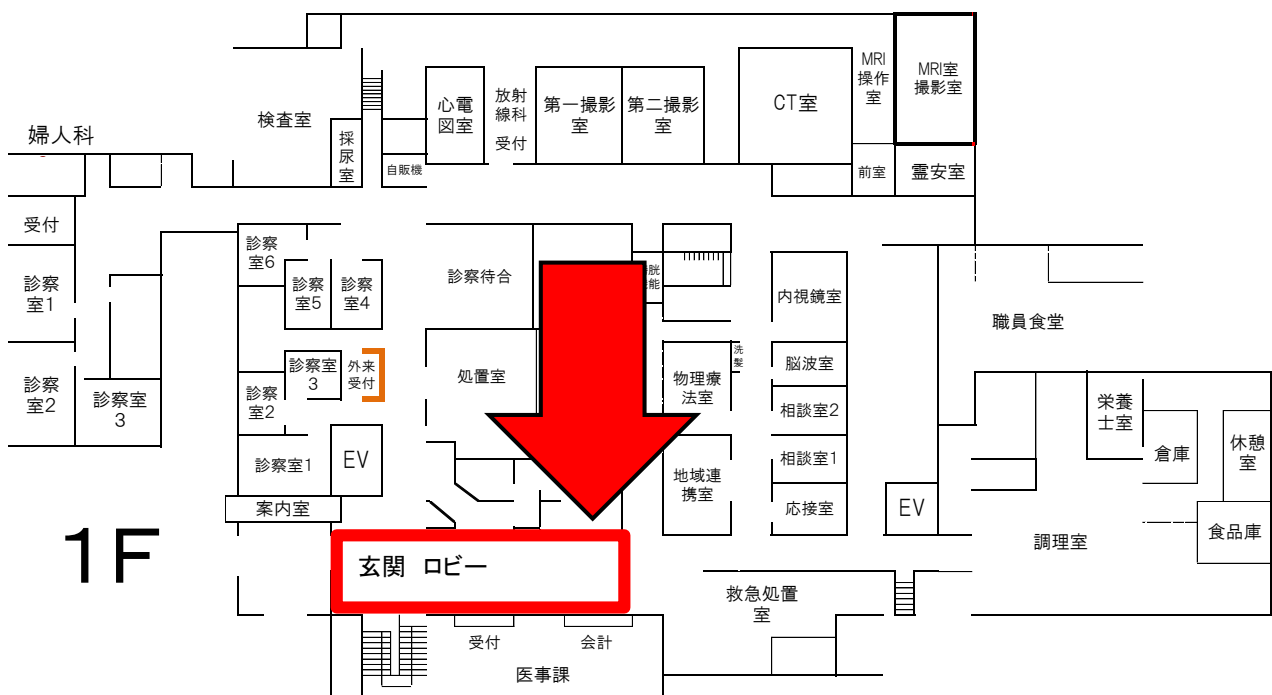 MRI
操作
室
MRI室
撮影室
CT室
心電
図室
放射
線科
受付
第一撮影
室
第二撮影
室
検査室
採
尿
室
自販機
婦人科
前室
霊安室
受付
診察
室1
診察
室2
診察室
3
診察
室6
診察
室5
診察
室4
診察待合
内視鏡室
職員食堂
診察室
3
外来
受付
診察
室2
処置室
洗
髪
物理療
法室
脳波室
相談室2
栄養
士室
倉庫
休憩
室
診察室1
EV
地域連
携室
相談室1
応接室
EV
案内室
食品庫
調理室
1F
玄関 ロビー
救急処置
室
受付
会計
医事課